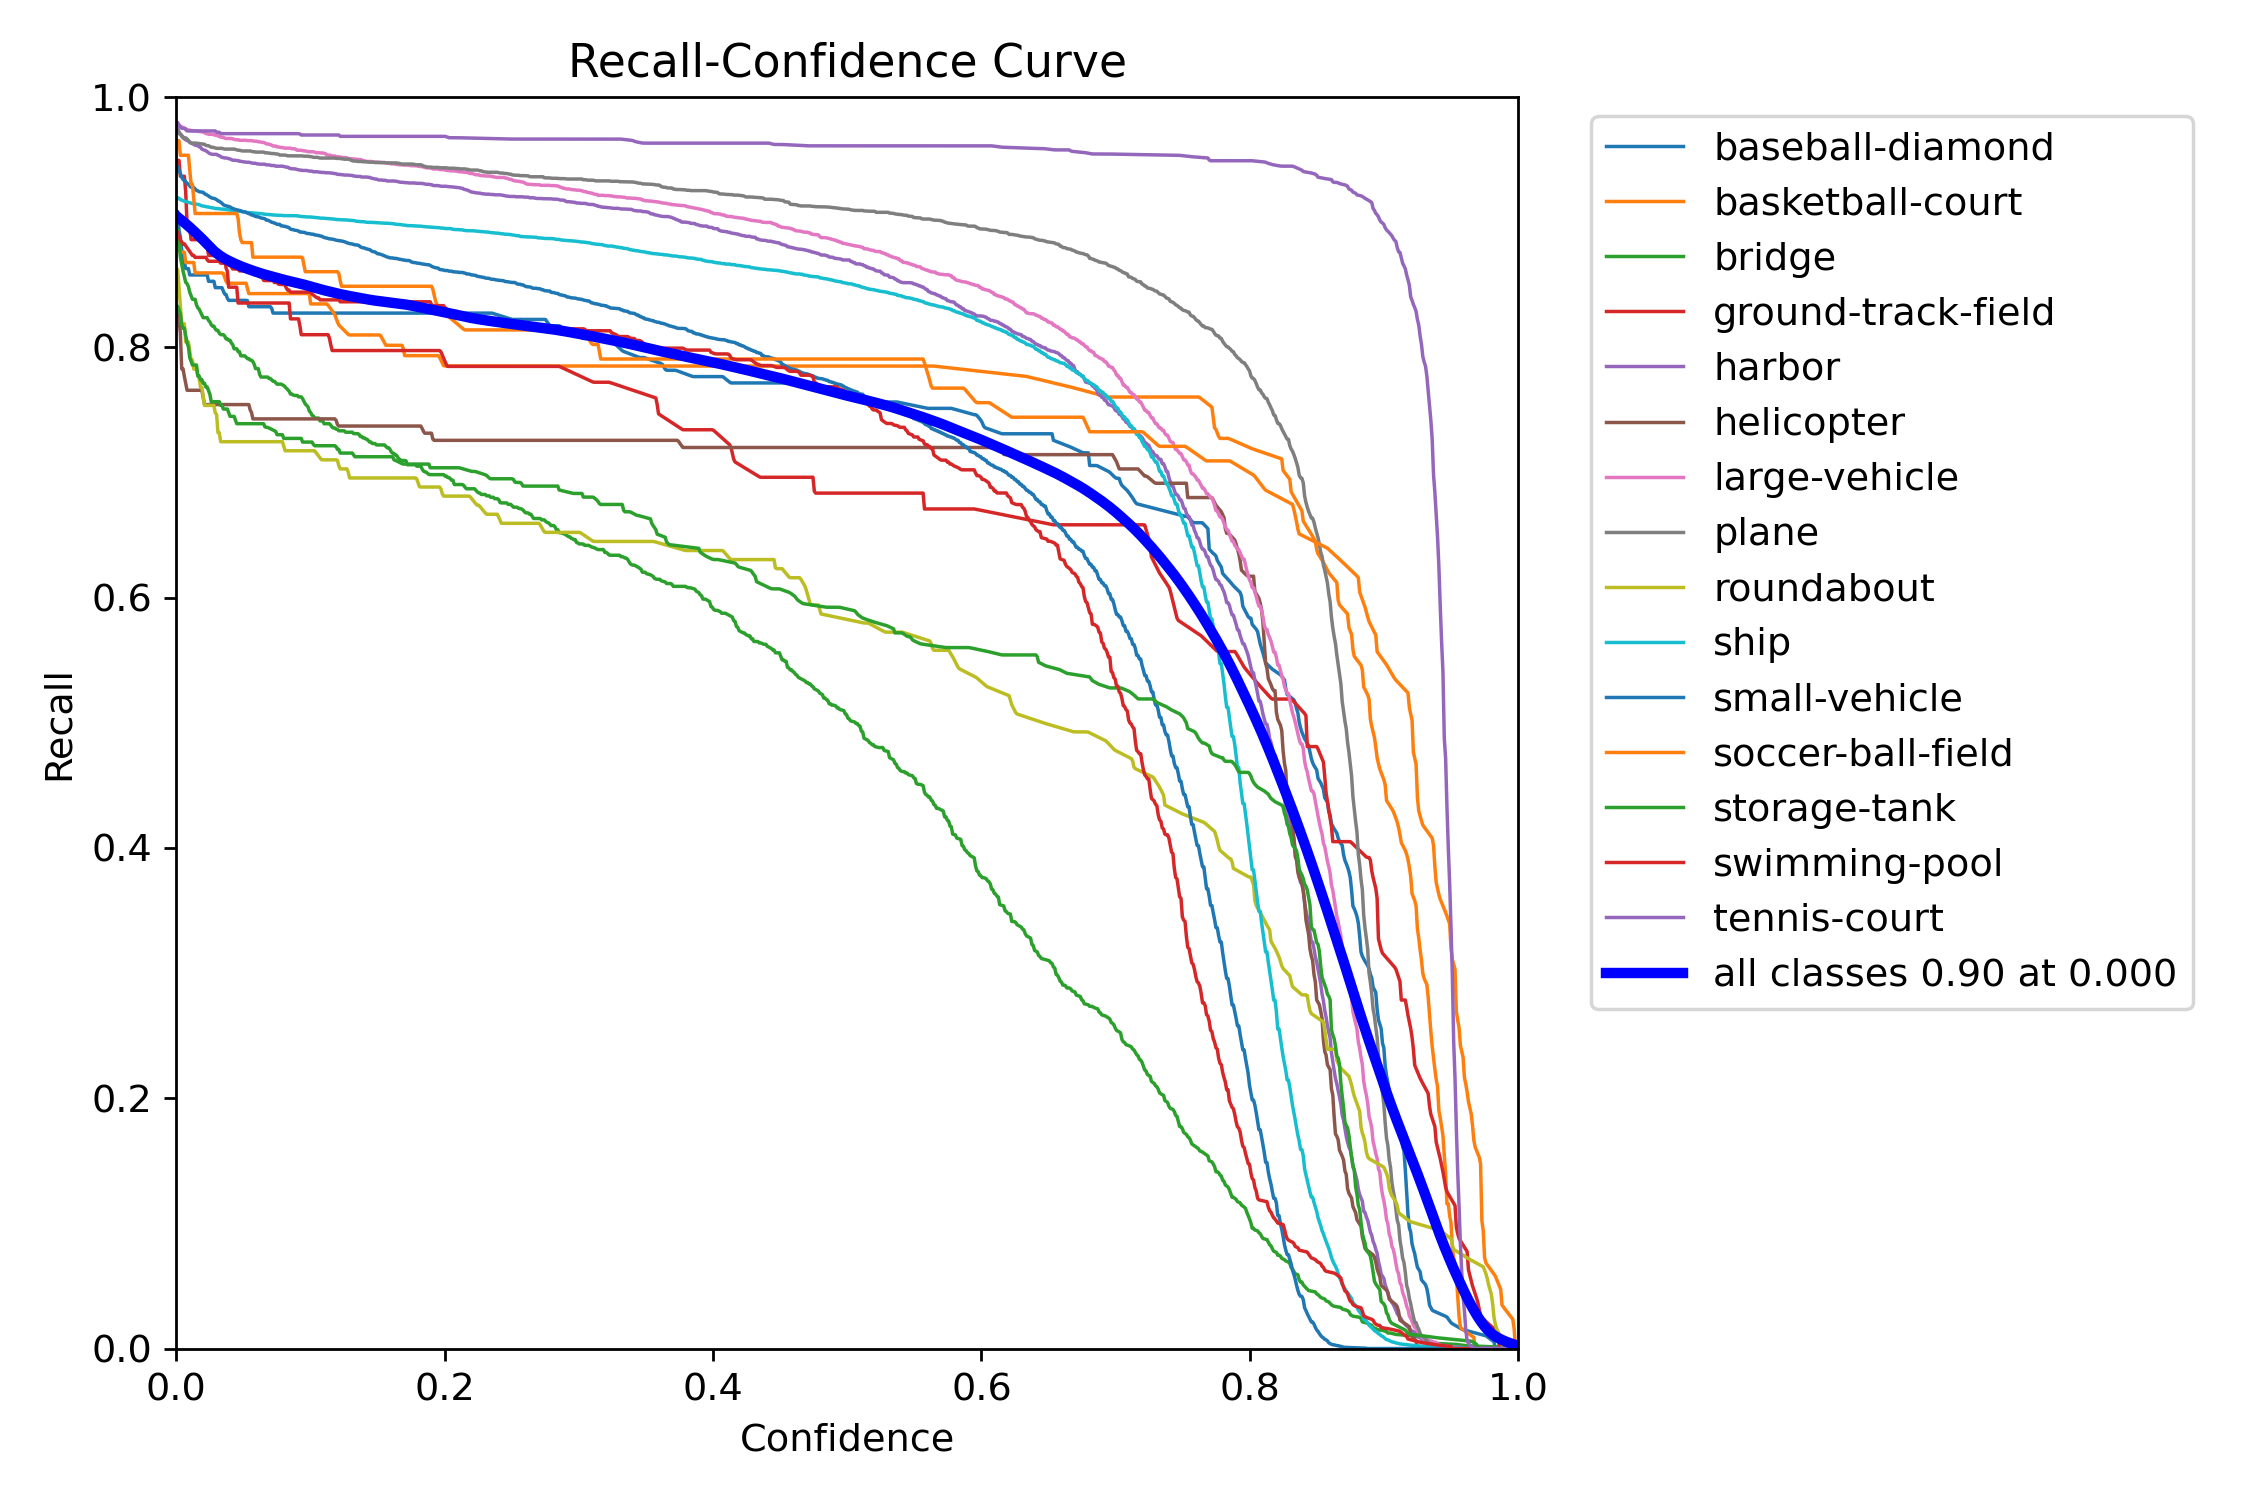 Recall-Confidence Curve
1.0
0.8
0.6
0.4
0.2
0.0
Recall
0.0 0.2 0.4 0.6 0.8 1.0
Confidence
baseball-diamond
basketball-court
bridge
ground-track-field
harbor
helicopter
large-vehicle
plane
roundabout
ship
small-vehicle
soccer-ball-field
storage-tank
swimming-pool
tennis-court
all classes 0.90 at 0.000